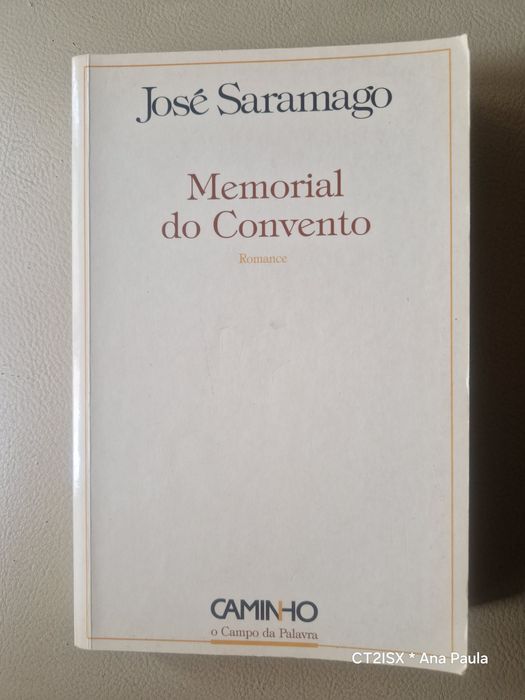 José Saramago
Memorial
do Convento
Romance
CAMINHO
o Campo da Palavra
CT2ISX * Ana Paula